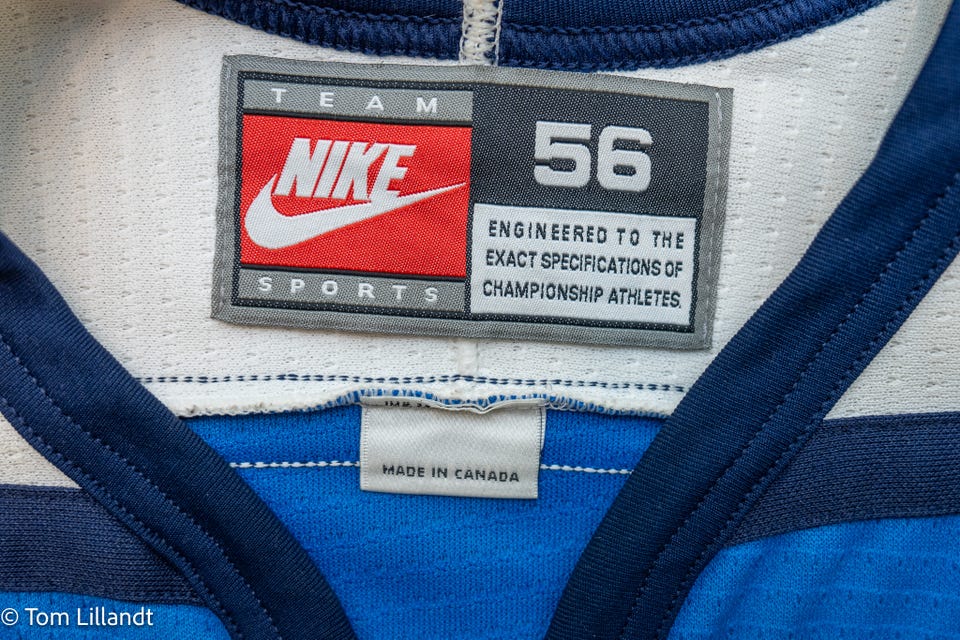 TEAM
NIKE
SPORTS
56
ENGINEERED TO THE
EXACT SPECIFICATIONS OF
CHAMPIONSHIP ATHLETES.
MADE IN CANADA
© Tom Lillandt